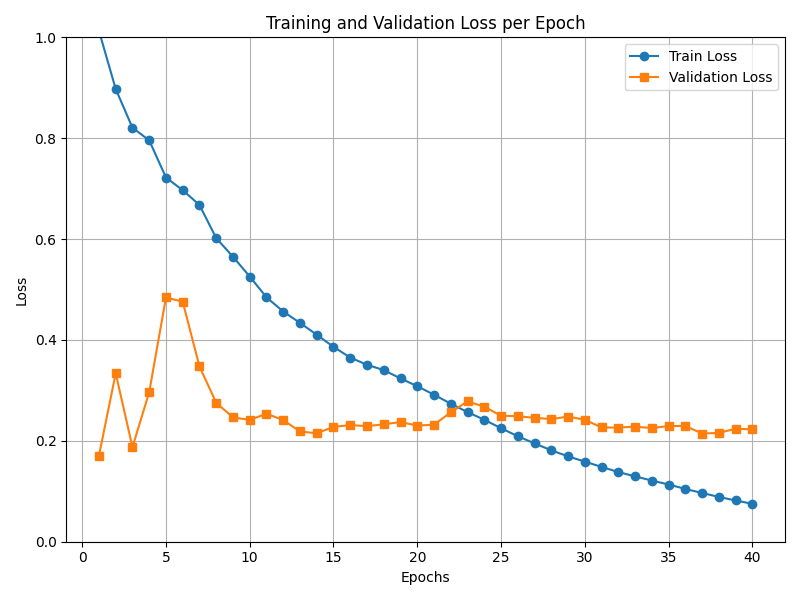 Training and Validation Loss per Epoch
Train Loss
Validation Loss
1.0
0.8
0.6
0.4
0.2
0.0
Loss
0 5 10 15 20 25 30 35 40
Epochs